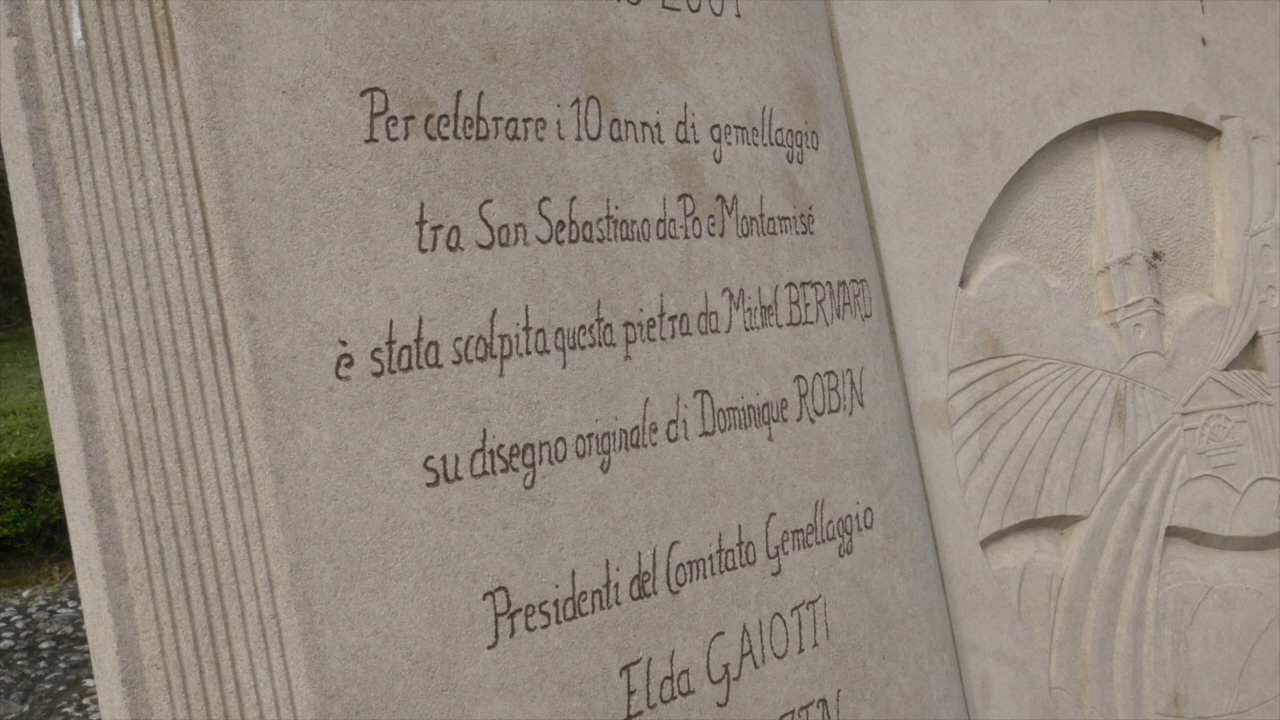 2001
Per celebrare i 10 anni di gemellaggio
tra San Sebastiano da Po e Montamisé
è stata scolpita questa pietra da Michel BERNARD
su disegno originale di Dominique ROBIN
Presidenti del Comitato Gemellaggio
Elda GAIOTTI